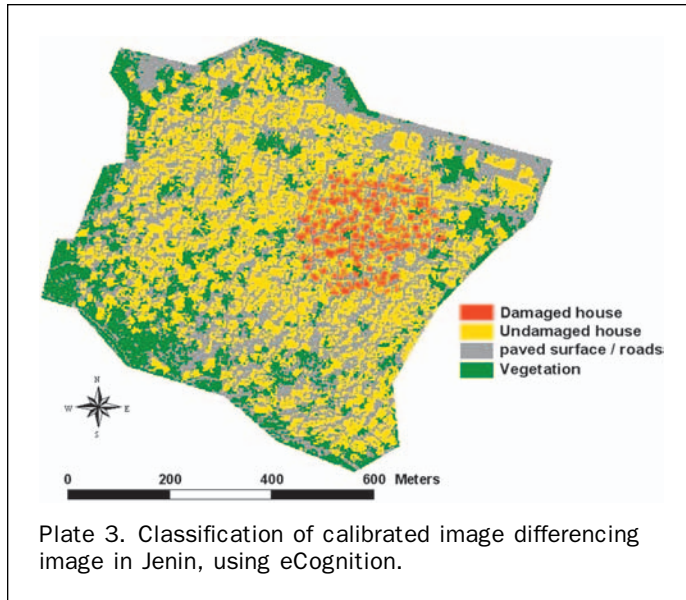 Damaged house
Undamaged house
paved surface / roads
Vegetation
N
W E
S
0 200 400 600 Meters
Plate 3. Classification of calibrated image differencing
image in Jenin, using eCognition.